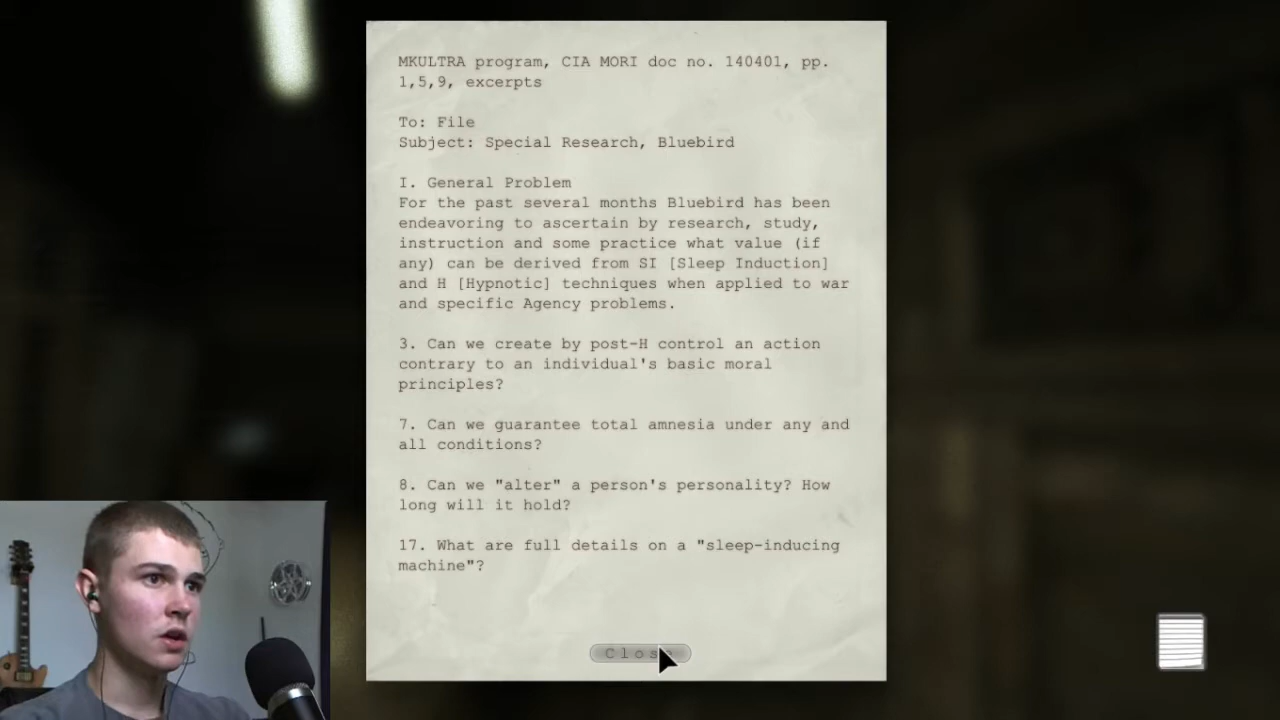 MKULTRA program, CIA MORI doc no. 140401, pp.
1,5,9, excerpts
To: File
Subject: Special Research, Bluebird
I. General Problem
For the past several months Bluebird has been
endeavoring to ascertain by research, study,
instruction and some practice what value (if
any) can be derived from SI [Sleep Induction]
and H [Hypnotic] techniques when applied to war
and specific Agency problems.
3. Can we create by post-H control an action
contrary to an individual's basic moral
principles?
7. Can we guarantee total amnesia under any and
all conditions?
8. Can we "alter" a person's personality? How
long will it hold?
17. What are full details on a "sleep-inducing
machine"?
Close